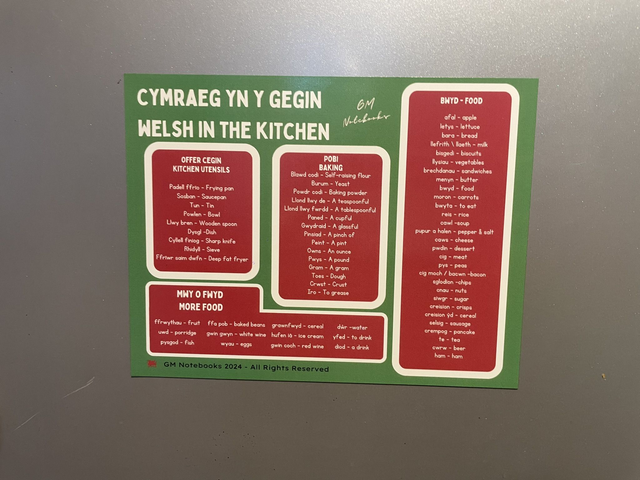 CYMRAEG YN Y GEGIN
WELSH IN THE KITCHEN
GM
Notebooks
OFFER CEGIN
KITCHEN UTENSILS
Padell ffrio - Frying pan
Sosban - Saucepan
Tun - Tin
Powlen - Bowl
Llwy bren - Wooden spoon
Dysgl -Dish
Cyllell finiog - Sharp knife
Rhidyll - Sieve
Ffrïwr saim dwfn - Deep fat fryer
POBI
BAKING
Blawd codi - Self-raising flour
Burum - Yeast
Powdr codi - Baking powder
Llond llwy de - A teaspoonful
Llond llwy fwrdd - A tablespoonful
Paned - A cupful
Gwydraid - A glassful
Pinsiad - A pinch of
Peint - A pint
Owns - An ounce
Pwys - A pound
Gram - A gram
Toes - Dough
Crwst - Crust
Iro - To grease
BWYD - FOOD
afal - apple
letys - lettuce
bara - bread
llefrith \ llaeth - milk
bisgedi - biscuits
llysiau - vegetables
brechdanau - sandwiches
menyn - butter
bwyd - food
moron - carrots
bwyta - to eat
reis - rice
cawl -soup
pupur a halen - pepper & salt
caws - cheese
pwdin - dessert
cig - meat
pys - peas
cig moch / bacwn -bacon
sglodion -chips
cnau - nuts
siwgr - sugar
creision - crisps
creision ŷd - cereal
selsig - sausage
crempog - pancake
te - tea
cwrw - beer
ham - ham
MWY O FWYD
MORE FOOD
ffrwythau - fruit
uwd - porridge
pysgod - fish
ffa pob - baked beans
gwin gwyn - white wine
wyau - eggs
grawnfwyd - cereal
hufen iâ - ice cream
gwin coch - red wine
dŵr -water
yfed - to drink
diod - a drink
GM Notebooks 2024 - All Rights Reserved